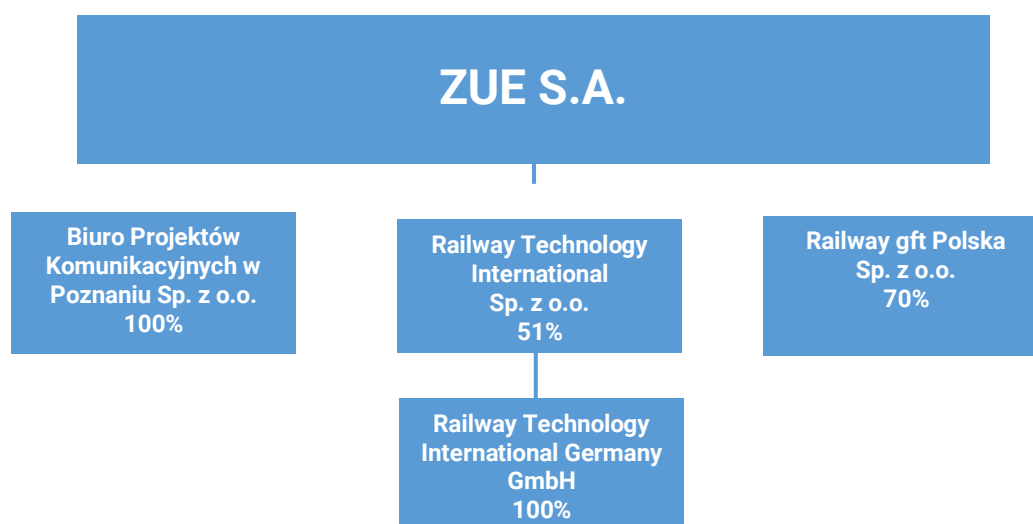 ZUE S.A.
Biuro Projektów
Komunikacyjnych w
Poznaniu Sp. z o.o.
100%
Railway Technology
International
Sp. z o.o.
51%
Railway gft Polska
Sp. z o.o.
70%
Railway Technology
International Germany
GmbH
100%